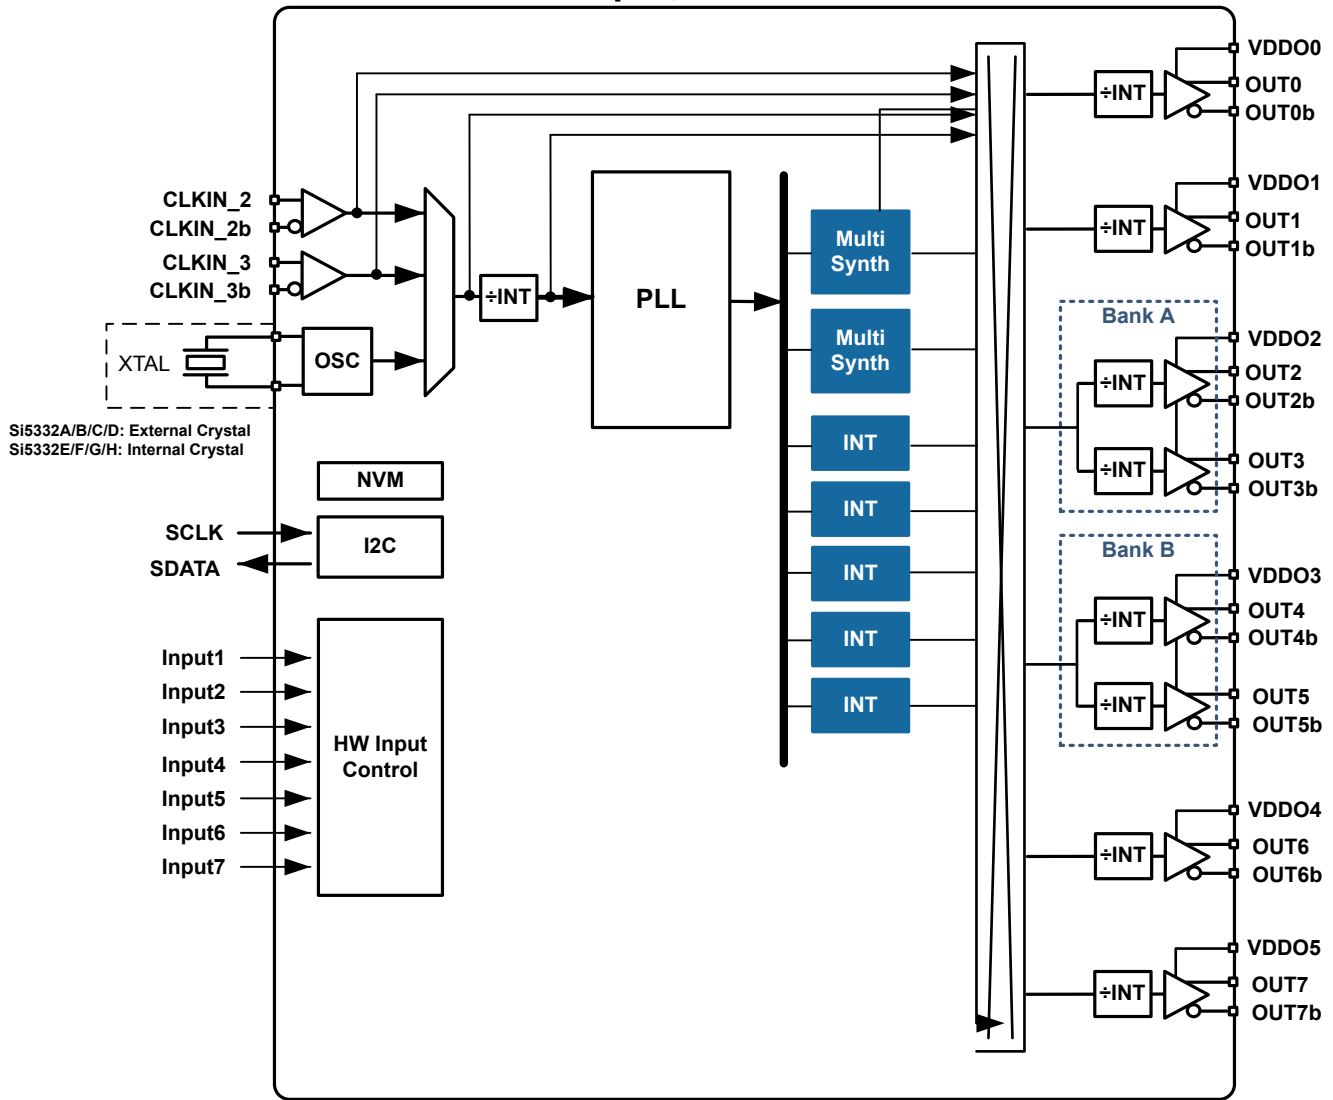 VDDO0
OUT0
÷INT
OUT0b
VDDO1
CLKIN_2
OUT1
÷INT
CLKIN_2b
Multi
Synth
OUT1b
CLKIN_3
CLKIN_3b
÷INT
PLL
Bank A
VDDO2
Multi
Synth
XTAL
OSC
OUT2
÷INT
OUT2b
Si5332A/B/C/D: External Crystal
Si5332E/F/G/H: Internal Crystal
INT
OUT3
÷INT
OUT3b
NVM
INT
SCLK
I2C
SDATA
Bank B
INT
VDDO3
OUT4
÷INT
OUT4b
INT
Input1
Input2
OUT5
÷INT
INT
OUT5b
Input3
HW Input
Control
Input4
Input5
Input6
Input7
VDDO4
OUT6
÷INT
OUT6b
VDDO5
OUT7
÷INT
OUT7b